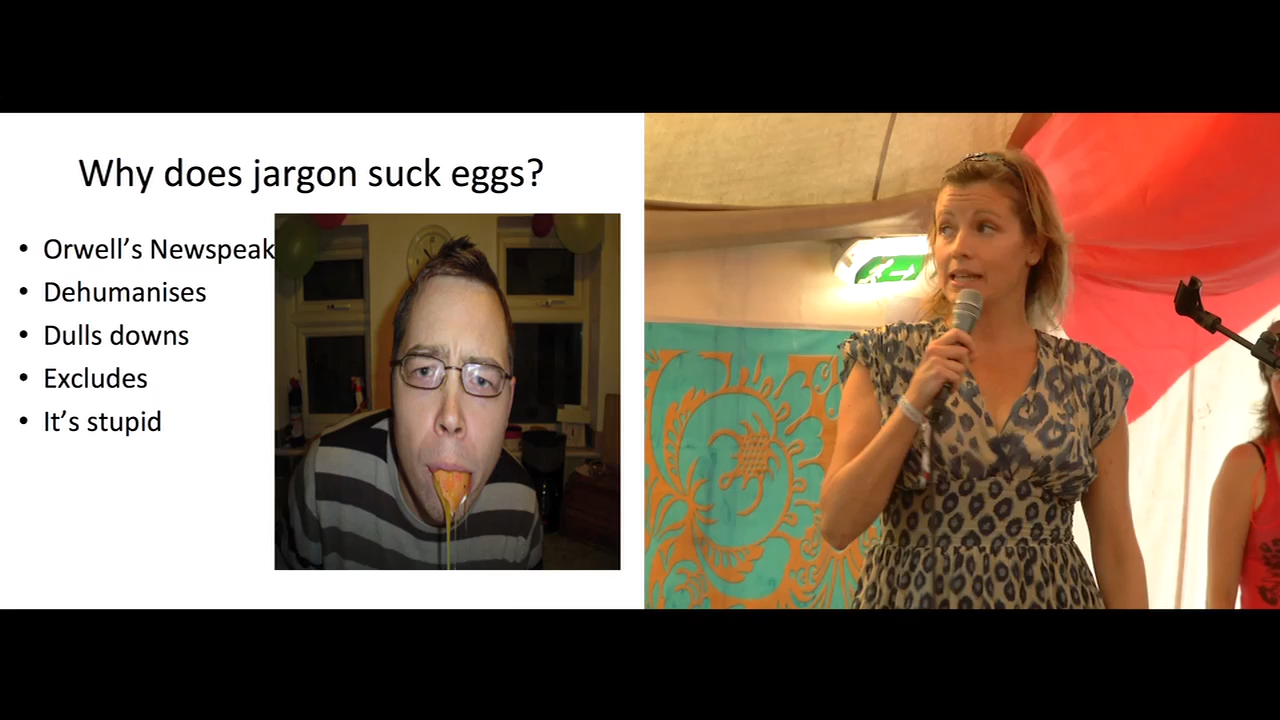 Why does jargon suck eggs?
• Orwell’s Newspeak
• Dehumanises
• Dulls downs
• Excludes
• It’s stupid